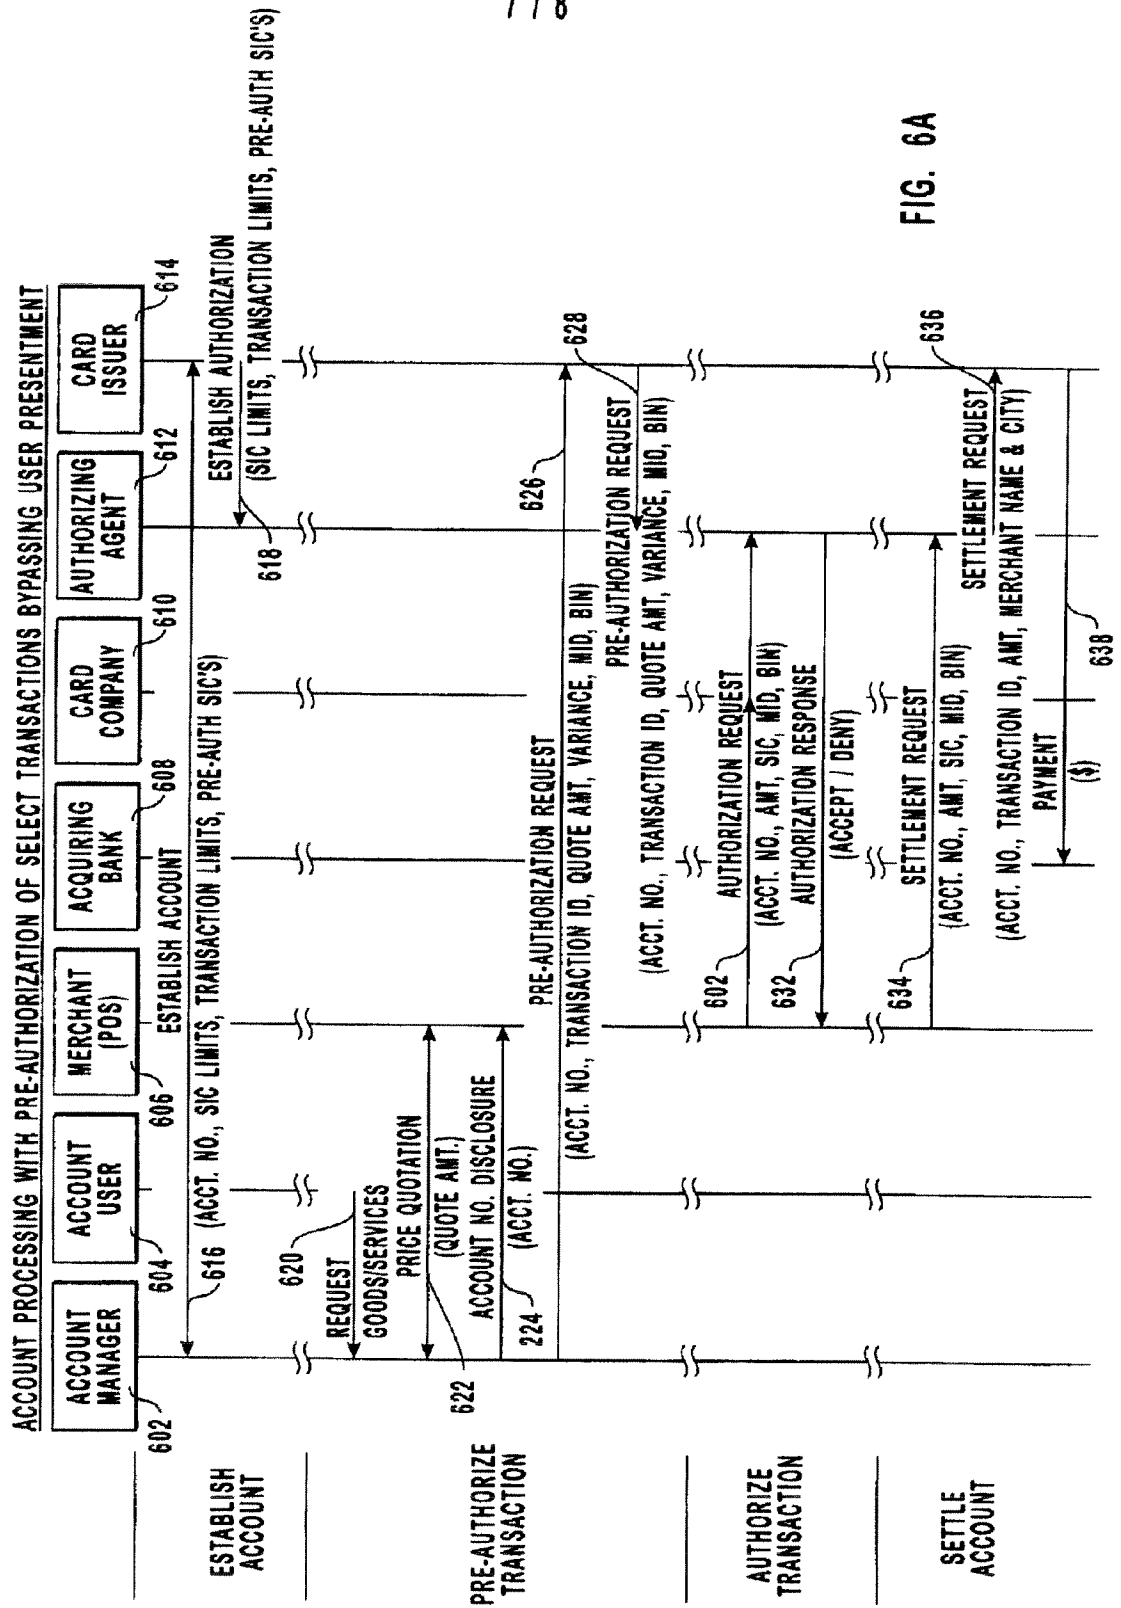 7 / 8
ACCOUNT PROCESSING WITH PRE-AUTHORIZATION OF SELECT TRANSACTIONS BYPASSING USER PRESENTMENT
ACCOUNT
MANAGER
602
ACCOUNT
USER
604
MERCHANT
(POS)
606
ACQUIRING
BANK
608
CARD
COMPANY
610
AUTHORIZING
AGENT
612
CARD
ISSUER
614
ESTABLISH
ACCOUNT
ESTABLISH ACCOUNT
616
(ACCT. NO., SIC LIMITS, TRANSACTION LIMITS, PRE-AUTH SIC'S)
ESTABLISH AUTHORIZATION
(SIC LIMITS, TRANSACTION LIMITS, PRE-AUTH SIC'S)
618
PRE-AUTHORIZE
TRANSACTION
620
REQUEST
GOODS/SERVICES
PRICE QUOTATION
(QUOTE AMT.)
622
ACCOUNT NO. DISCLOSURE
(ACCT. NO.)
224
PRE-AUTHORIZATION REQUEST
626
(ACCT. NO., TRANSACTION ID, QUOTE AMT, VARIANCE, MID, BIN)
628
PRE-AUTHORIZATION REQUEST
(ACCT. NO., TRANSACTION ID, QUOTE AMT, VARIANCE, MID, BIN)
AUTHORIZE
TRANSACTION
602
AUTHORIZATION REQUEST
(ACCT. NO., AMT, SIC, MID, BIN)
632
AUTHORIZATION RESPONSE
(ACCEPT / DENY)
SETTLE
ACCOUNT
634
SETTLEMENT REQUEST
(ACCT. NO., AMT, SIC, MID, BIN)
636
SETTLEMENT REQUEST
(ACCT. NO., TRANSACTION ID, AMT, MERCHANT NAME & CITY)
PAYMENT
($)
638
FIG. 6A